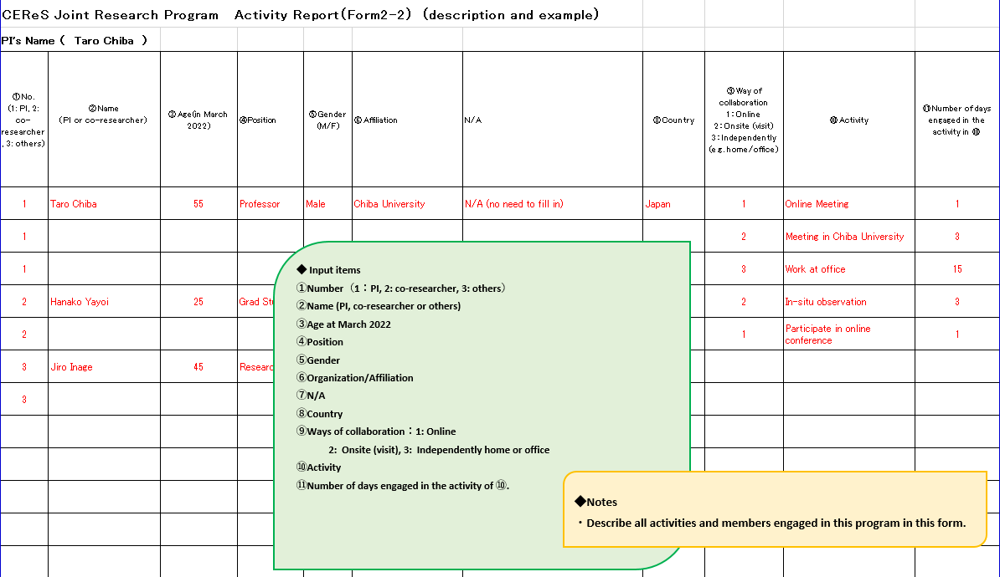 CEReS Joint Research Program Activity Report(Form2-2) (description and example)
PI's Name ( Taro Chiba )
①No.
(1: PI, 2:
co-
researcher
, 3: others)
②Name
(PI or co-researcher)
③Age(in March
2022)
④Position
⑤Gender
(M/F)
⑥Affiliation
N/A
⑧Country
⑨Way of
collaboration
1:Online
2:Onsite (visit)
3:Independently
(e.g.home/office)
⑩Activity
⑪Number of days
engaged in the
activity in ⑩
1 Taro Chiba 55 Professor Male Chiba University N/A (no need to fill in) Japan 1 Online Meeting 1
1 2 Meeting in Chiba University 3
1 3 Work at office 15
2 Hanako Yayoi 25 Grad 2 In-situ observation 3
2 1 Participate in online
conference 1
3 Jiro Inage 45
3
◆ Input items
①Number (1:PI, 2: co-researcher, 3: others)
②Name (PI, co-researcher or others)
③Age at March 2022
④Position
⑤Gender
⑥Organization/Affiliation
⑦N/A
⑧Country
⑨Ways of collaboration:1: Online
2: Onsite (visit), 3: Independently home or office
⑩Activity
⑪Number of days engaged in the activity of ⑩.
◆Notes
・Describe all activities and members engaged in this program in this form.